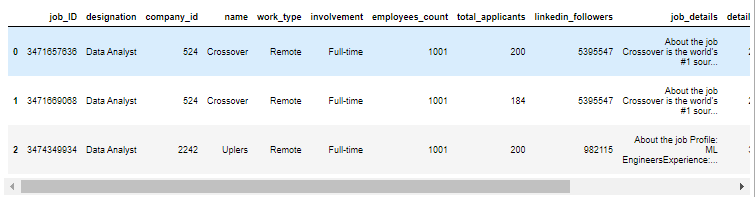 job_ID designation company_id name work_type involvement employees_count total_applicants linkedin_followers job_details detail
0 3471657636 Data Analyst 524 Crossover Remote Full-time 1001 200 5395547 About the job
Crossover is the world's
#1 sour...
1 3471669068 Data Analyst 524 Crossover Remote Full-time 1001 184 5395547 About the job
Crossover is the world's
#1 sour...
2 3474349934 Data Analyst 2242 Uplers Remote Full-time 1001 200 982115 About the job Profile:
ML
EngineersExperience:...